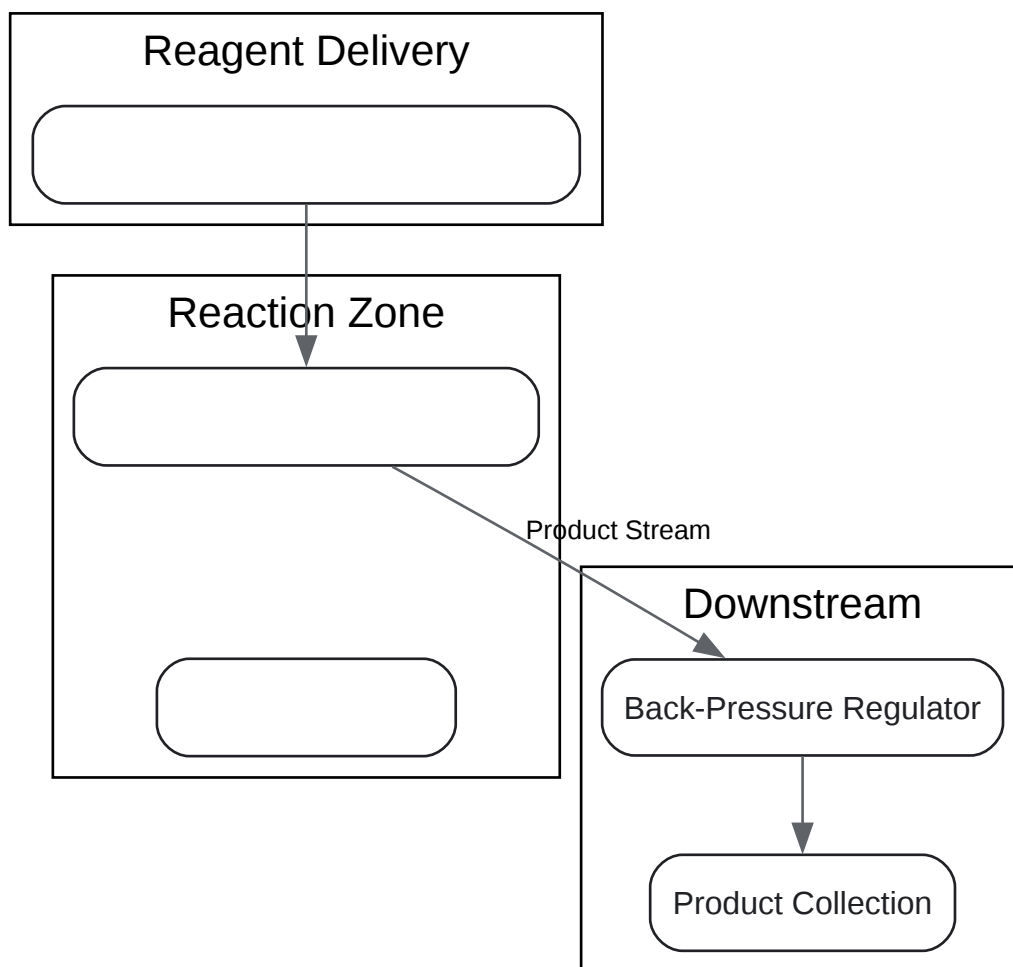 Reagent Delivery
Reaction Zone
Product Stream
Downstream
Back-Pressure Regulator
Product Collection